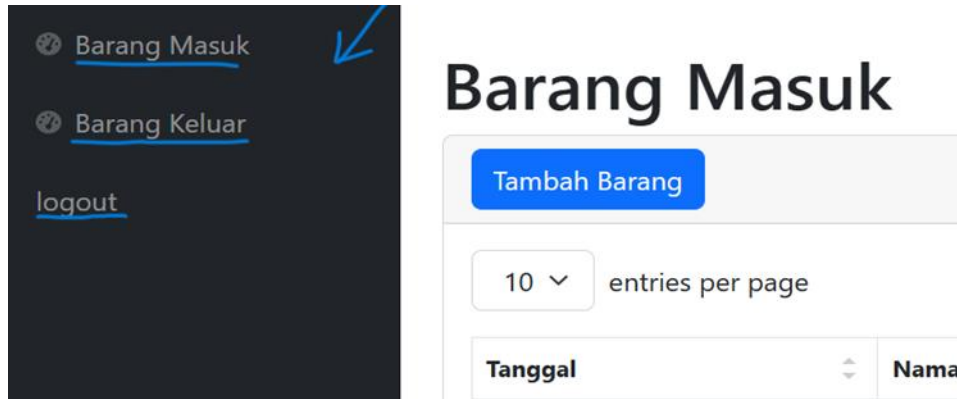 Barang Masuk
Barang Keluar
logout
Barang Masuk
Tambah Barang
10 entries per page
Tanggal Nama